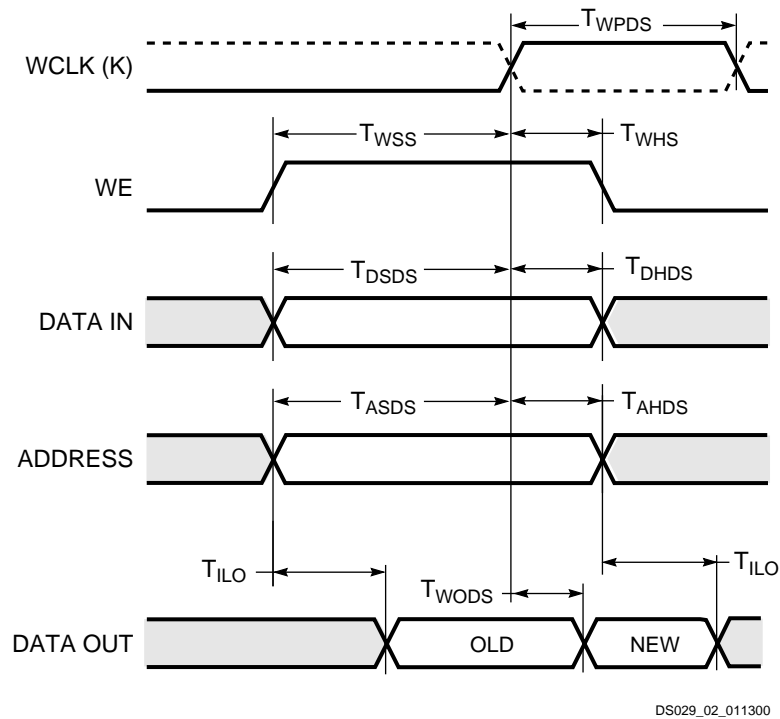 T_WPDS
WCLK (K)
T_WSS T_WHS
WE
T_DSDS T_DHDS
DATA IN
T_ASDS T_AHDS
ADDRESS
T_ILO T_WODS T_ILO
DATA OUT OLD NEW
DS029_02_011300